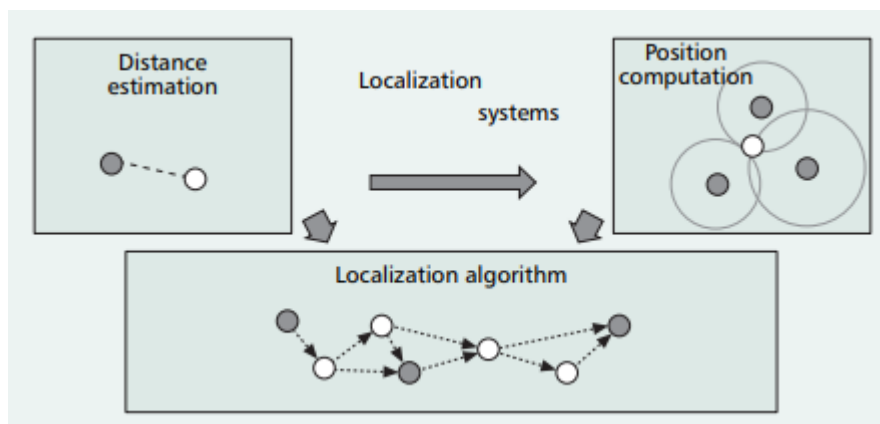 Distance
estimation
Localization
systems
Position
computation
Localization algorithm